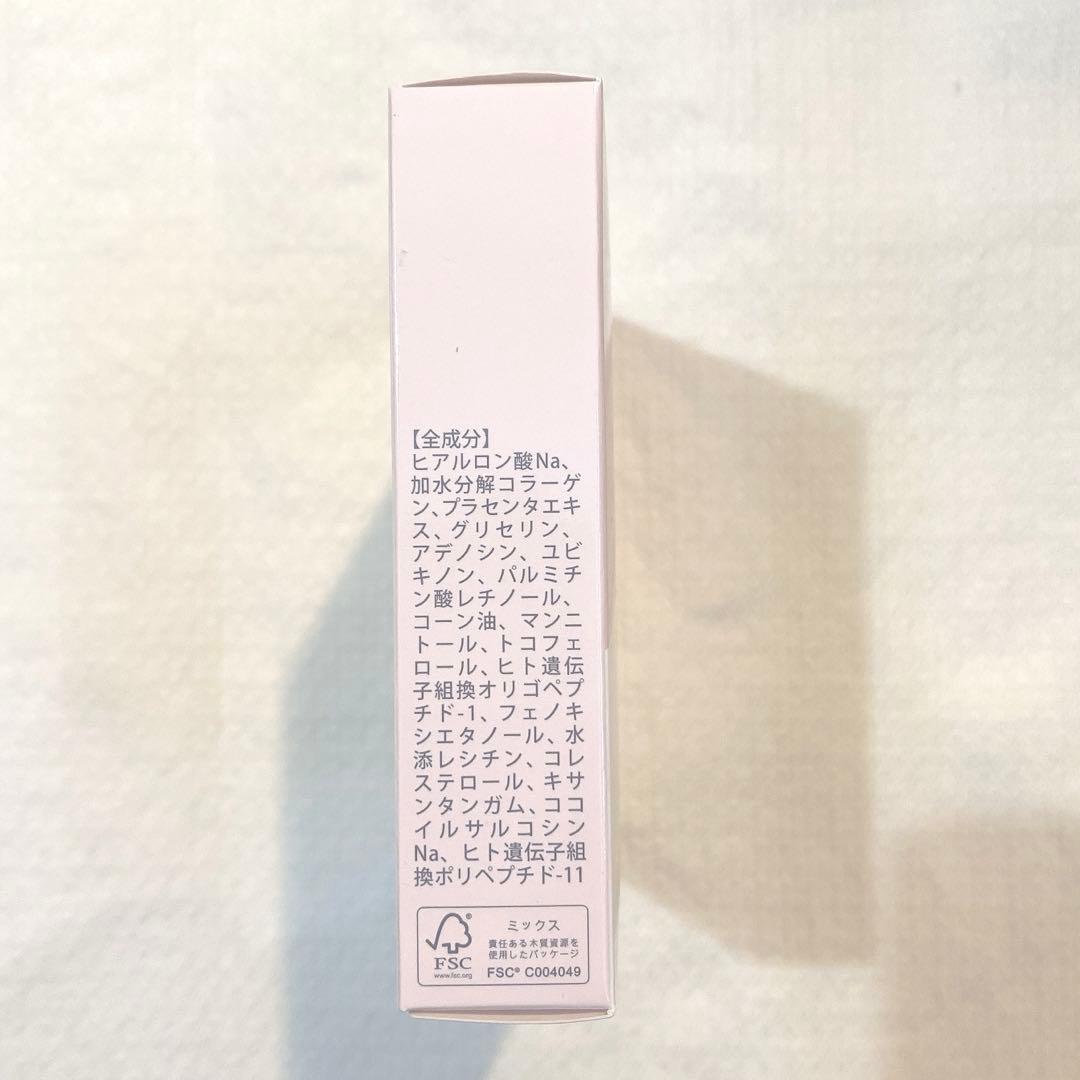 【全成分】
ヒアルロン酸Na、
加水分解コラーゲ
ン、プラセンタエキ
ス、グリセリン、
アデノシン、ユビ
キノン、パルミチ
ン酸レチノール、
コーン油、マンニ
トール、トコフェ
ロール、ヒト遺伝
子組換オリゴペプ
チド-1、フェノキ
シエタノール、水
添レシチン、コレ
ステロール、キサ
ンタンガム、ココ
イルサルコシン
Na、ヒト遺伝子組
換ポリペプチド-11
FSC
www.fsc.org
ミックス
責任ある木質資源を
使用したパッケージ
FSC® C004049